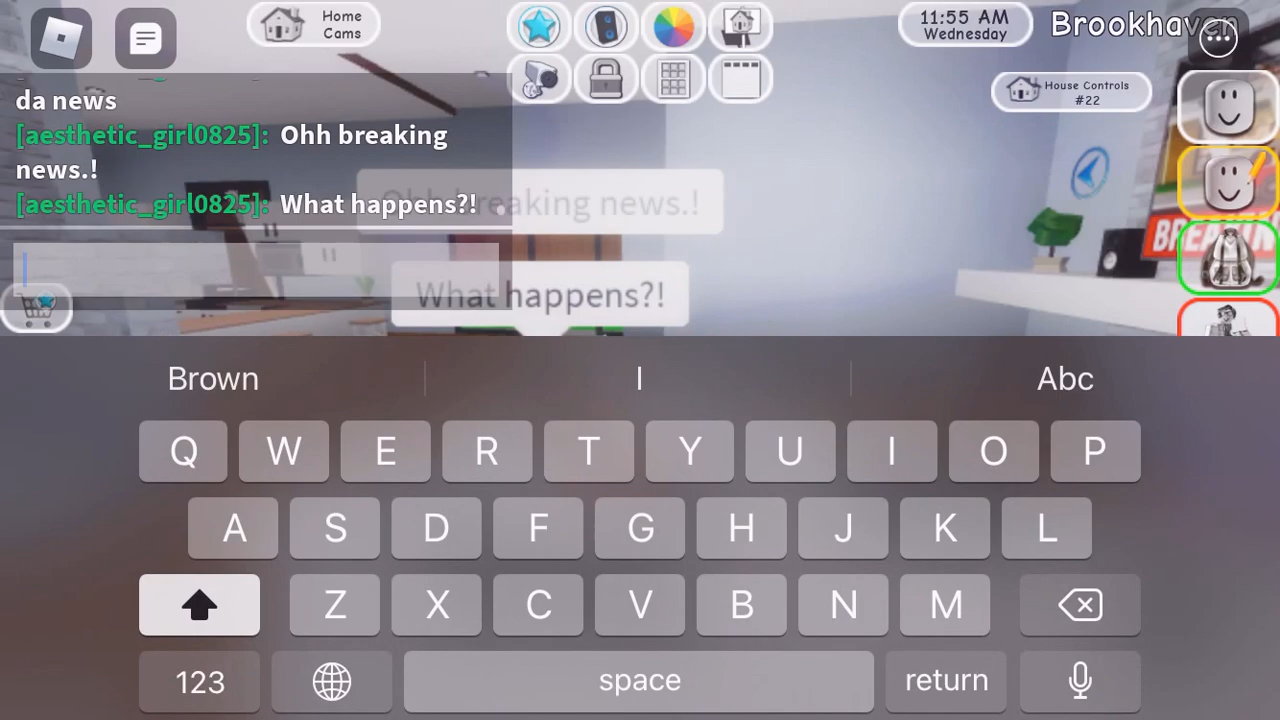 Home
Cams
11:55 AM
Wednesday
Brookhaven
House Controls
#22
da news
[aesthetic_girl0825]: Ohh breaking
news.!
[aesthetic_girl0825]: What happens?!
Ohh breaking news.!
What happens?!
Brown I Abc
Q W E R T Y U I O P
A S D F G H J K L
Z X C V B N M
123 space return